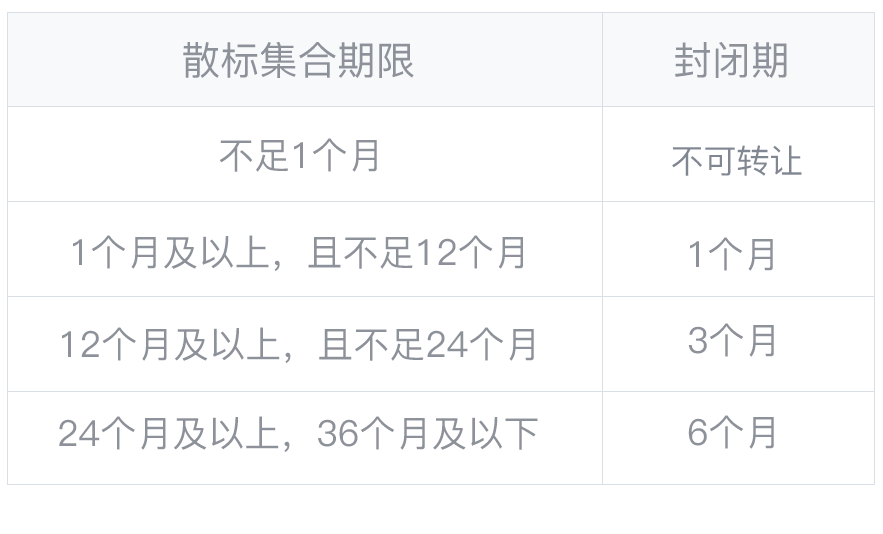 散标集合期限 封闭期
不足1个月 不可转让
1个月及以上，且不足12个月 1个月
12个月及以上，且不足24个月 3个月
24个月及以上，36个月及以下 6个月